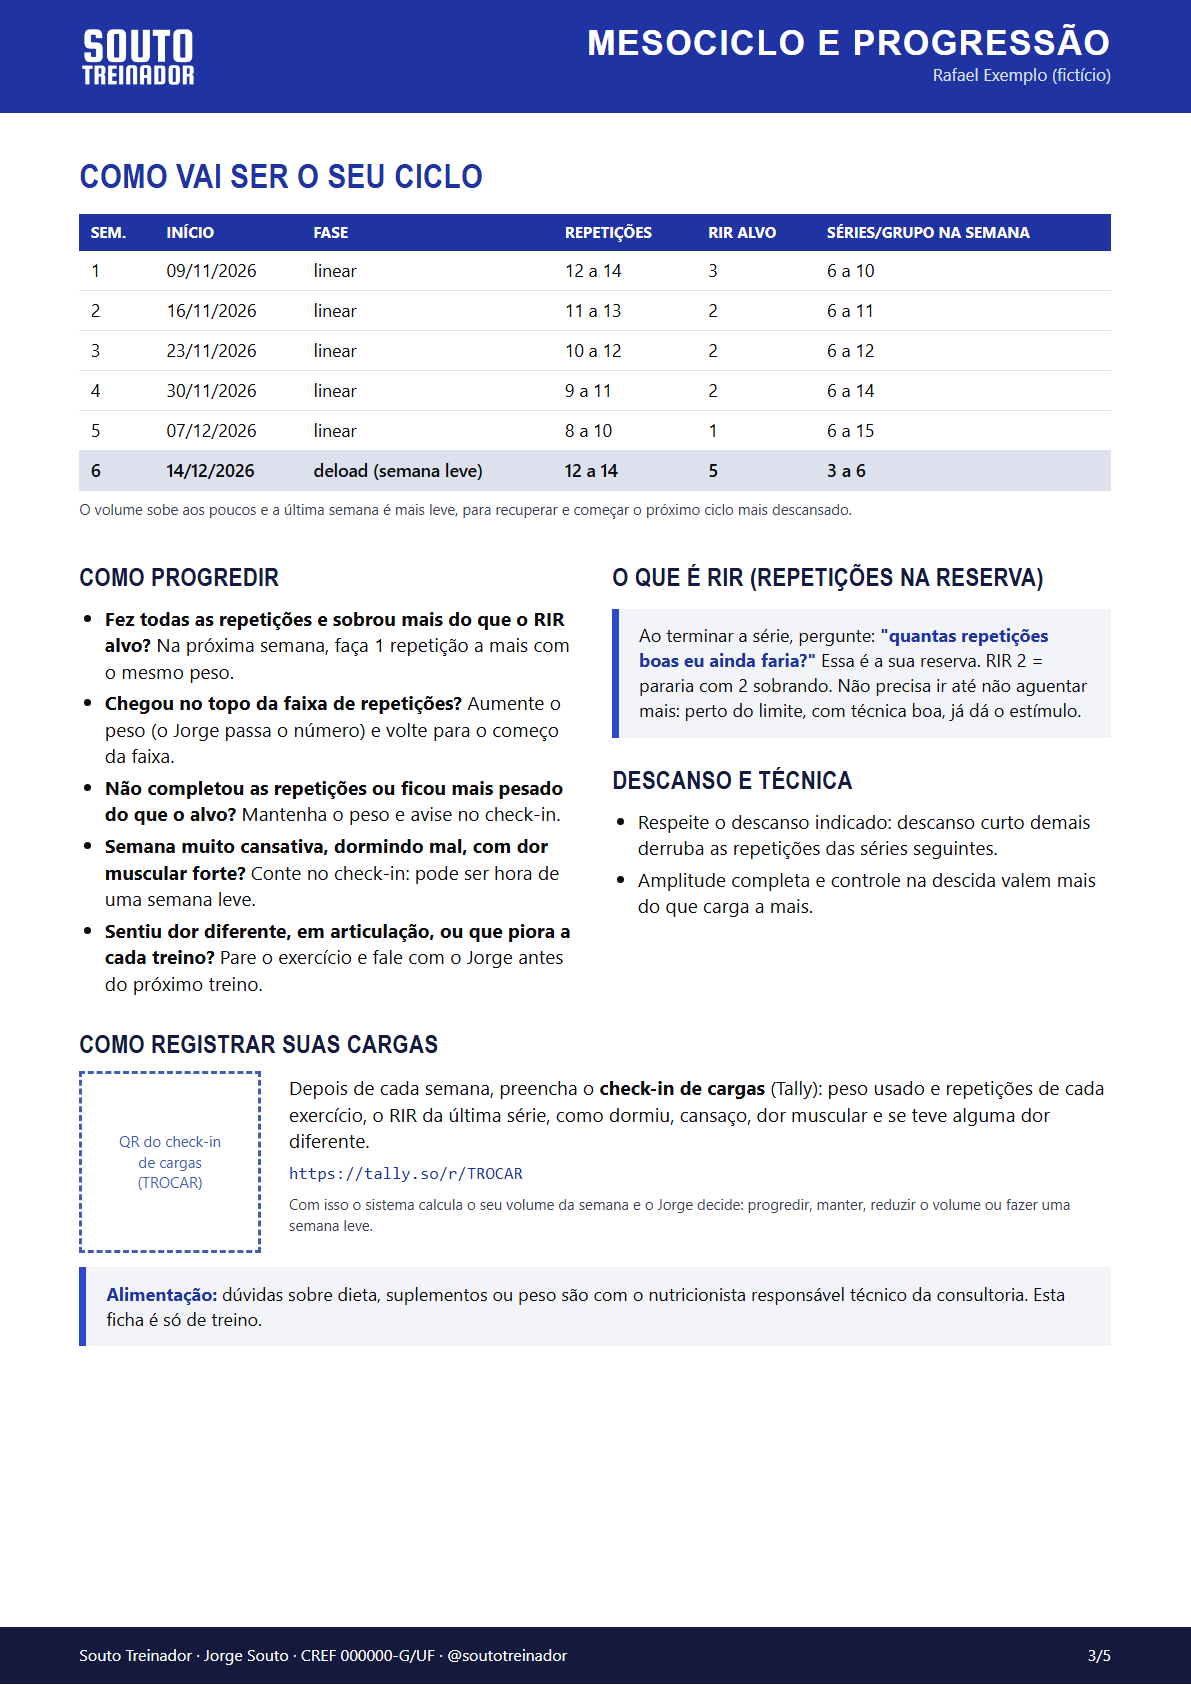 SOUTO
TREINADOR
MESOCICLO E PROGRESSÃO
Rafael Exemplo (fictício)
COMO VAI SER O SEU CICLO
SEM. INÍCIO FASE REPETIÇÕES RIR ALVO SÉRIES/GRUPO NA SEMANA
1 09/11/2026 linear 12 a 14 3 6 a 10
2 16/11/2026 linear 11 a 13 2 6 a 11
3 23/11/2026 linear 10 a 12 2 6 a 12
4 30/11/2026 linear 9 a 11 2 6 a 14
5 07/12/2026 linear 8 a 10 1 6 a 15
6 14/12/2026 deload (semana leve) 12 a 14 5 3 a 6
O volume sobe aos poucos e a última semana é mais leve, para recuperar e começar o próximo ciclo mais descansado.
COMO PROGREDIR
• Fez todas as repetições e sobrou mais do que o RIR
alvo? Na próxima semana, faça 1 repetição a mais com
o mesmo peso.
• Chegou no topo da faixa de repetições? Aumente o
peso (o Jorge passa o número) e volte para o começo
da faixa.
• Não completou as repetições ou ficou mais pesado
do que o alvo? Mantenha o peso e avise no check-in.
• Semana muito cansativa, dormindo mal, com dor
muscular forte? Conte no check-in: pode ser hora de
uma semana leve.
• Sentiu dor diferente, em articulação, ou que piora a
cada treino? Pare o exercício e fale com o Jorge antes
do próximo treino.
O QUE É RIR (REPETIÇÕES NA RESERVA)
Ao terminar a série, pergunte: "quantas repetições
boas eu ainda faria?" Essa é a sua reserva. RIR 2 =
pararia com 2 sobrando. Não precisa ir até não aguentar
mais: perto do limite, com técnica boa, já dá o estímulo.
DESCANSO E TÉCNICA
• Respeite o descanso indicado: descanso curto demais
derruba as repetições das séries seguintes.
• Amplitude completa e controle na descida valem mais
do que carga a mais.
COMO REGISTRAR SUAS CARGAS
QR do check-in
de cargas
(TROCAR)
Depois de cada semana, preencha o check-in de cargas (Tally): peso usado e repetições de cada
exercício, o RIR da última série, como dormiu, cansaço, dor muscular e se teve alguma dor
diferente.
https://tally.so/r/TROCAR
Com isso o sistema calcula o seu volume da semana e o Jorge decide: progredir, manter, reduzir o volume ou fazer uma
semana leve.
Alimentação: dúvidas sobre dieta, suplementos ou peso são com o nutricionista responsável técnico da consultoria. Esta
ficha é só de treino.
Souto Treinador · Jorge Souto · CREF 000000-G/UF · @soutotreinador 3/5